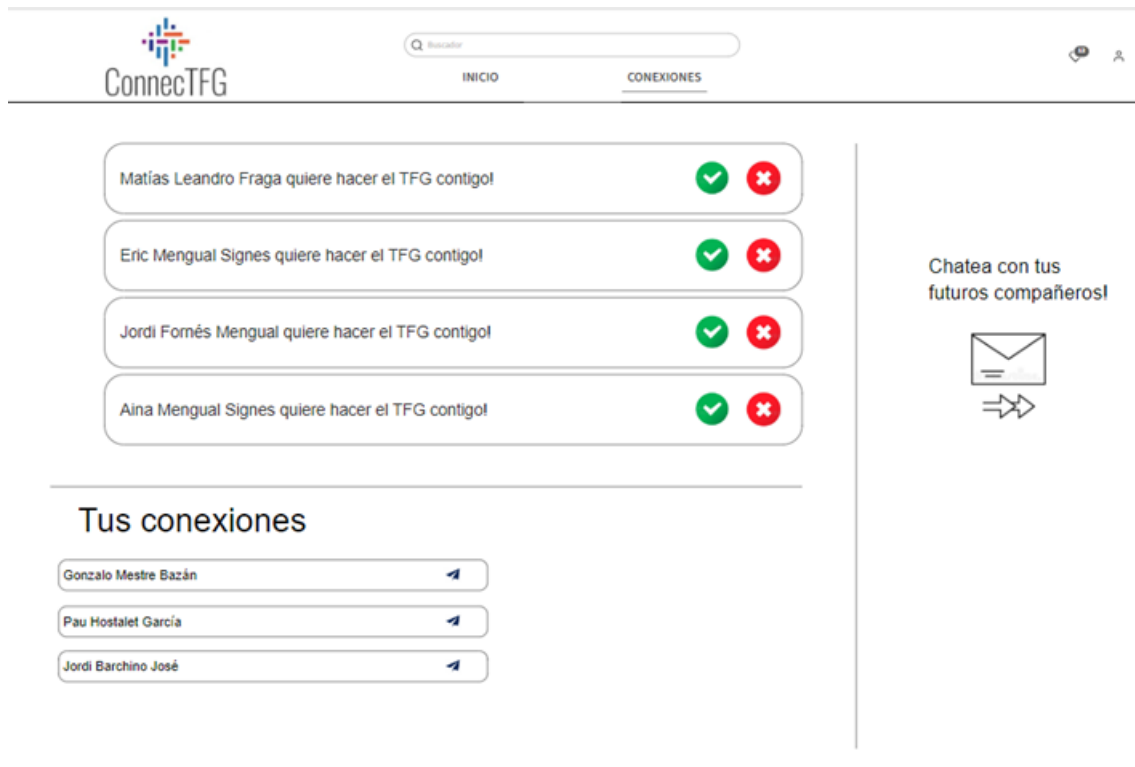 Buscador
ConnecTFG
INICIO
CONEXIONES
Matías Leandro Fraga quiere hacer el TFG contigo!
Eric Mengual Signes quiere hacer el TFG contigo!
Jordi Fornés Mengual quiere hacer el TFG contigo!
Aina Mengual Signes quiere hacer el TFG contigo!
Chatea con tus
futuros compañeros!
Tus conexiones
Gonzalo Mestre Bazán
Pau Hostalet García
Jordi Barchino José